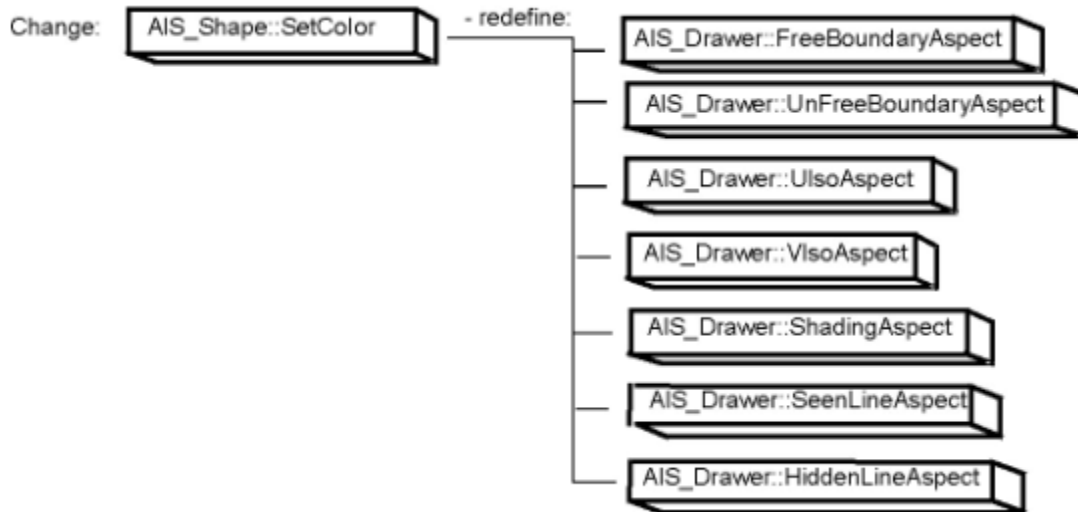 Change:
AIS_Shape::SetColor
- redefine:
AIS_Drawer::FreeBoundaryAspect
AIS_Drawer::UnFreeBoundaryAspect
AIS_Drawer::UIsoAspect
AIS_Drawer::VIsoAspect
AIS_Drawer::ShadingAspect
AIS_Drawer::SeenLineAspect
AIS_Drawer::HiddenLineAspect